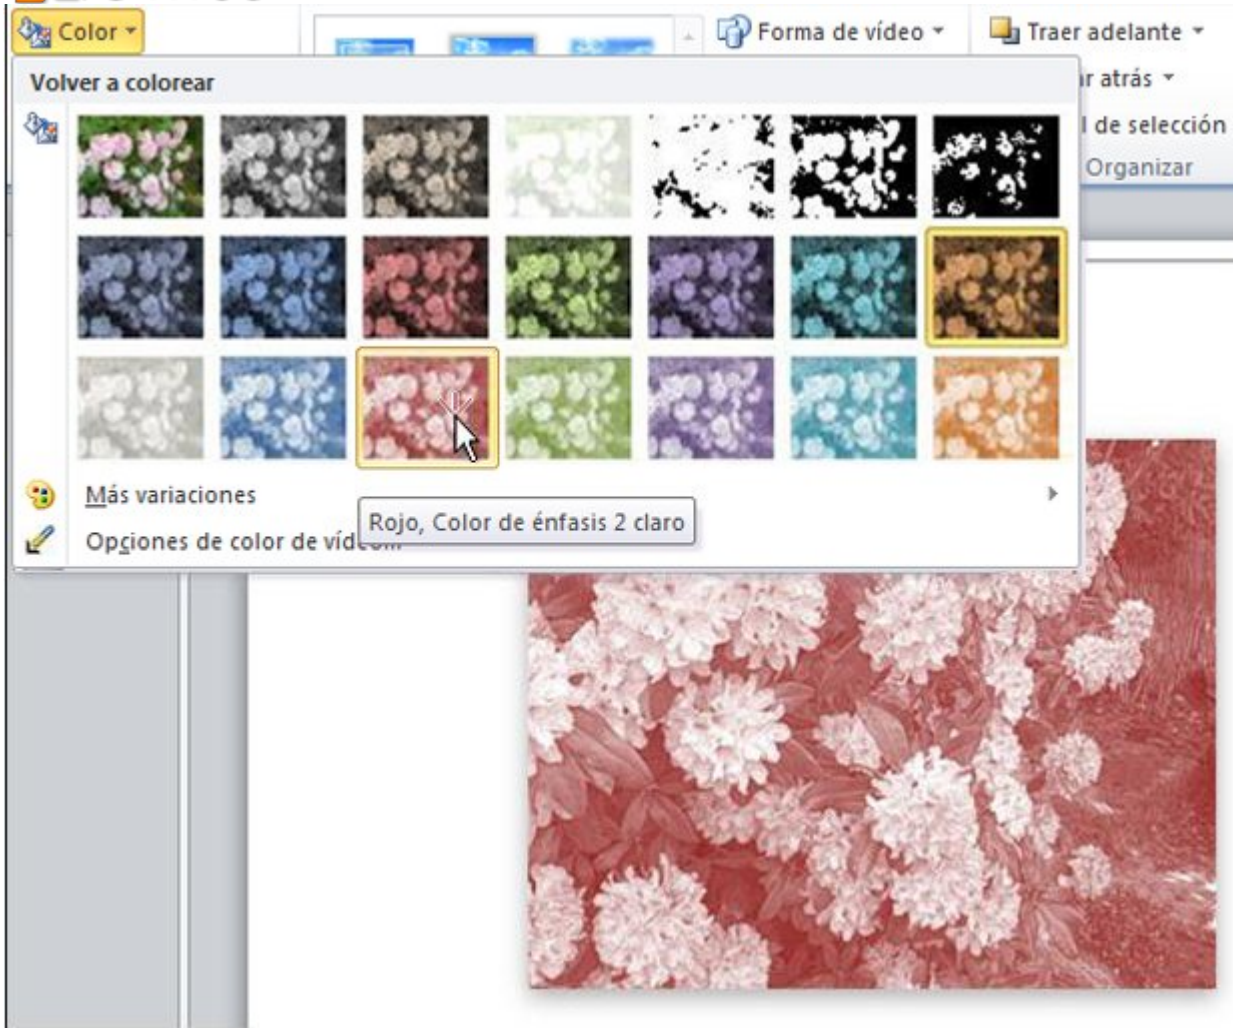 Color
Forma de vídeo
Traer adelante
Volver a colorear
r atrás
l de selección
Organizar
Más variaciones
Rojo, Color de énfasis 2 claro
Opciones de color de vídeo...